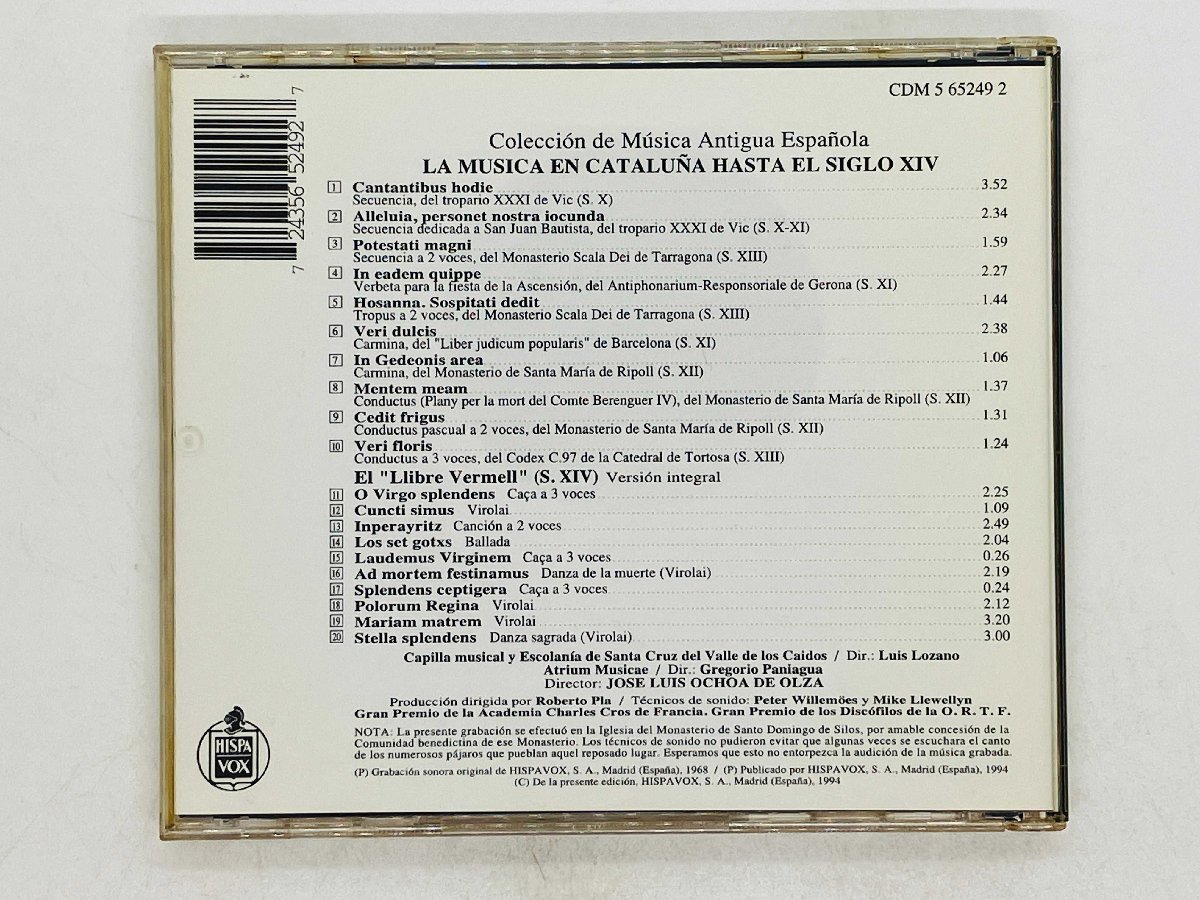 CDM 5 65249 2
7 24356 52492 7
Colección de Música Antigua Española
LA MUSICA EN CATALUÑA HASTA EL SIGLO XIV
1 Cantantibus hodie 3.52
Secuencia, del tropario XXXI de Vic (S. X)
2 Alleluia, personet nostra iocunda 2.34
Secuencia dedicada a San Juan Bautista, del tropario XXXI de Vic (S. X-XI)
3 Potestati magni 1.59
Secuencia a 2 voces, del Monasterio Scala Dei de Tarragona (S. XIII)
4 In eadem quippe 2.27
Verbeta para la fiesta de la Ascensión, del Antiphonarium-Responsoriale de Gerona (S. XI)
5 Hosanna. Sospitati dedit 1.44
Tropus a 2 voces, del Monasterio Scala Dei de Tarragona (S. XIII)
6 Veri dulcis 2.38
Carmina, del "Liber judicum popularis" de Barcelona (S. XI)
7 In Gedeonis area 1.06
Carmina, del Monasterio de Santa María de Ripoll (S. XII)
8 Mentem meam 1.37
Conductus (Plany per la mort del Comte Berenguer IV), del Monasterio de Santa María de Ripoll (S. XII)
9 Cedit frigus 1.31
Conductus pascual a 2 voces, del Monasterio de Santa María de Ripoll (S. XII)
10 Veri floris 1.24
Conductus a 3 voces, del Codex C.97 de la Catedral de Tortosa (S. XIII)
El "Llibre Vermell" (S. XIV) Versión integral
11 O Virgo splendens Caça a 3 voces 2.25
12 Cuncti simus Virolai 1.09
13 Inperayritz Canción a 2 voces 2.49
14 Los set gotxs Ballada 2.04
15 Laudemus Virginem Caça a 3 voces 0.26
16 Ad mortem festinamus Danza de la muerte (Virolai) 2.19
17 Splendens ceptigera Caça a 3 voces 0.24
18 Polorum Regina Virolai 2.12
19 Mariam matrem Virolai 3.20
20 Stella splendens Danza sagrada (Virolai) 3.00
Capilla musical y Escolanía de Santa Cruz del Valle de los Caidos / Dir.: Luis Lozano
Atrium Musicae / Dir.: Gregorio Paniagua
Director: JOSE LUIS OCHOA DE OLZA
Producción dirigida por Roberto Pla / Técnicos de sonido: Peter Willemöes y Mike Llewellyn
Gran Premio de la Academia Charles Cros de Francia. Gran Premio de los Discófilos de la O. R. T. F.
NOTA: La presente grabación se efectuó en la Iglesia del Monasterio de Santo Domingo de Silos, por amable concesión de la
Comunidad benedictina de ese Monasterio. Los técnicos de sonido no pudieron evitar que algunas veces se escuchara el canto
de los numerosos pájaros que pueblan aquel reposado lugar. Esperamos que esto no entorpezca la audición de la música grabada.
(P) Grabación sonora original de HISPAVOX, S. A., Madrid (España), 1968 / (P) Publicado por HISPAVOX, S. A., Madrid (España), 1994
(C) De la presente edición, HISPAVOX, S. A., Madrid (España), 1994
HISPA
VOX